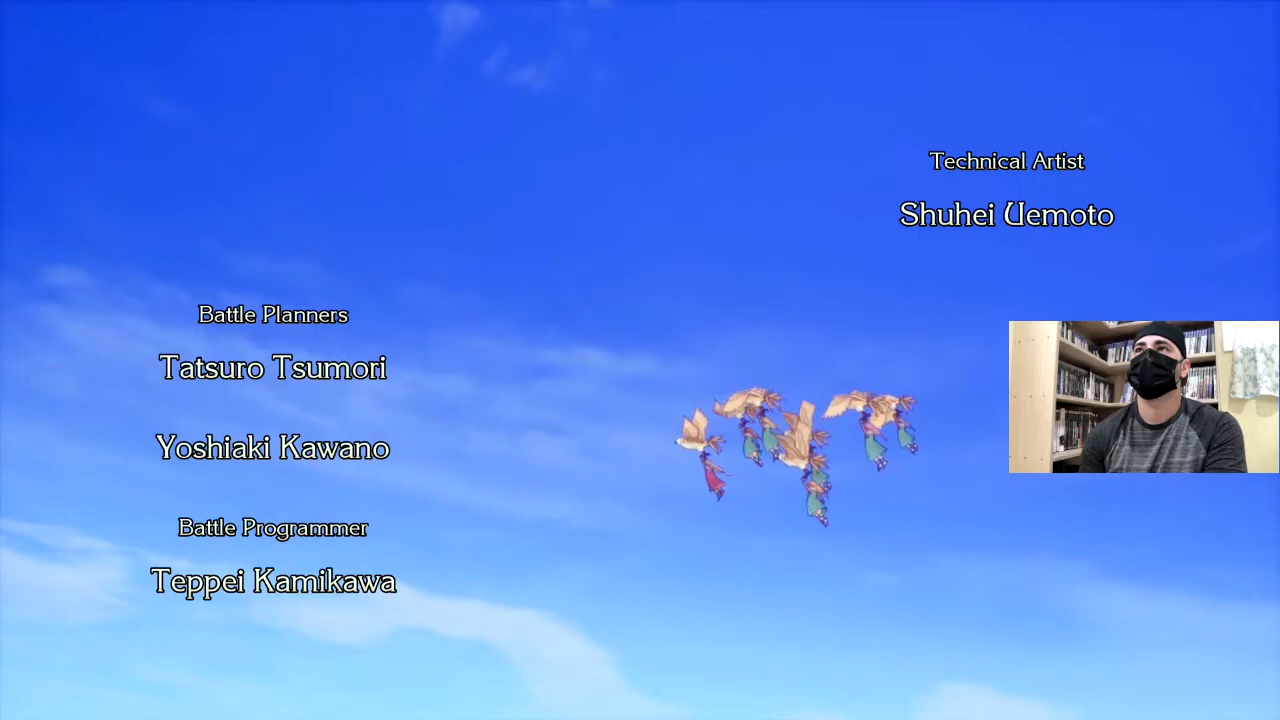 Technical Artist
Shuhei Uemoto
Battle Planners
Tatsuro Tsumori
Yoshiaki Kawano
Battle Programmer
Teppei Kamikawa